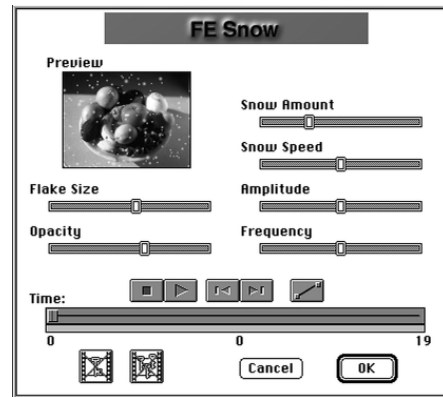 FE Snow
Preview
Snow Amount
Snow Speed
Flake Size
Amplitude
Opacity
Frequency
Time:
0 0 19
Cancel OK